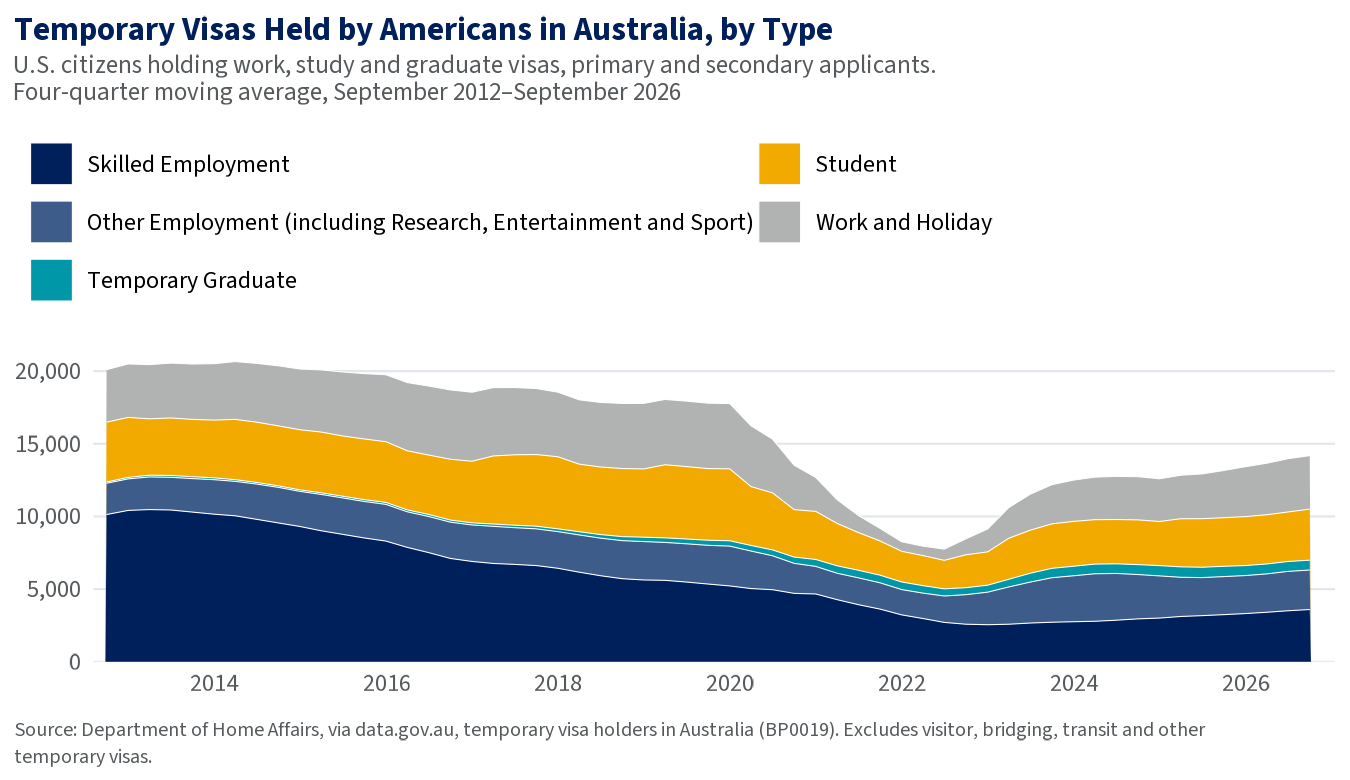 Temporary Visas Held by Americans in Australia, by Type
U.S. citizens holding work, study and graduate visas, primary and secondary applicants.
Four-quarter moving average, September 2012–September 2026
Skilled Employment
Student
Other Employment (including Research, Entertainment and Sport)
Work and Holiday
Temporary Graduate
20,000
15,000
10,000
5,000
0
2014 2016 2018 2020 2022 2024 2026
Source: Department of Home Affairs, via data.gov.au, temporary visa holders in Australia (BP0019). Excludes visitor, bridging, transit and other
temporary visas.